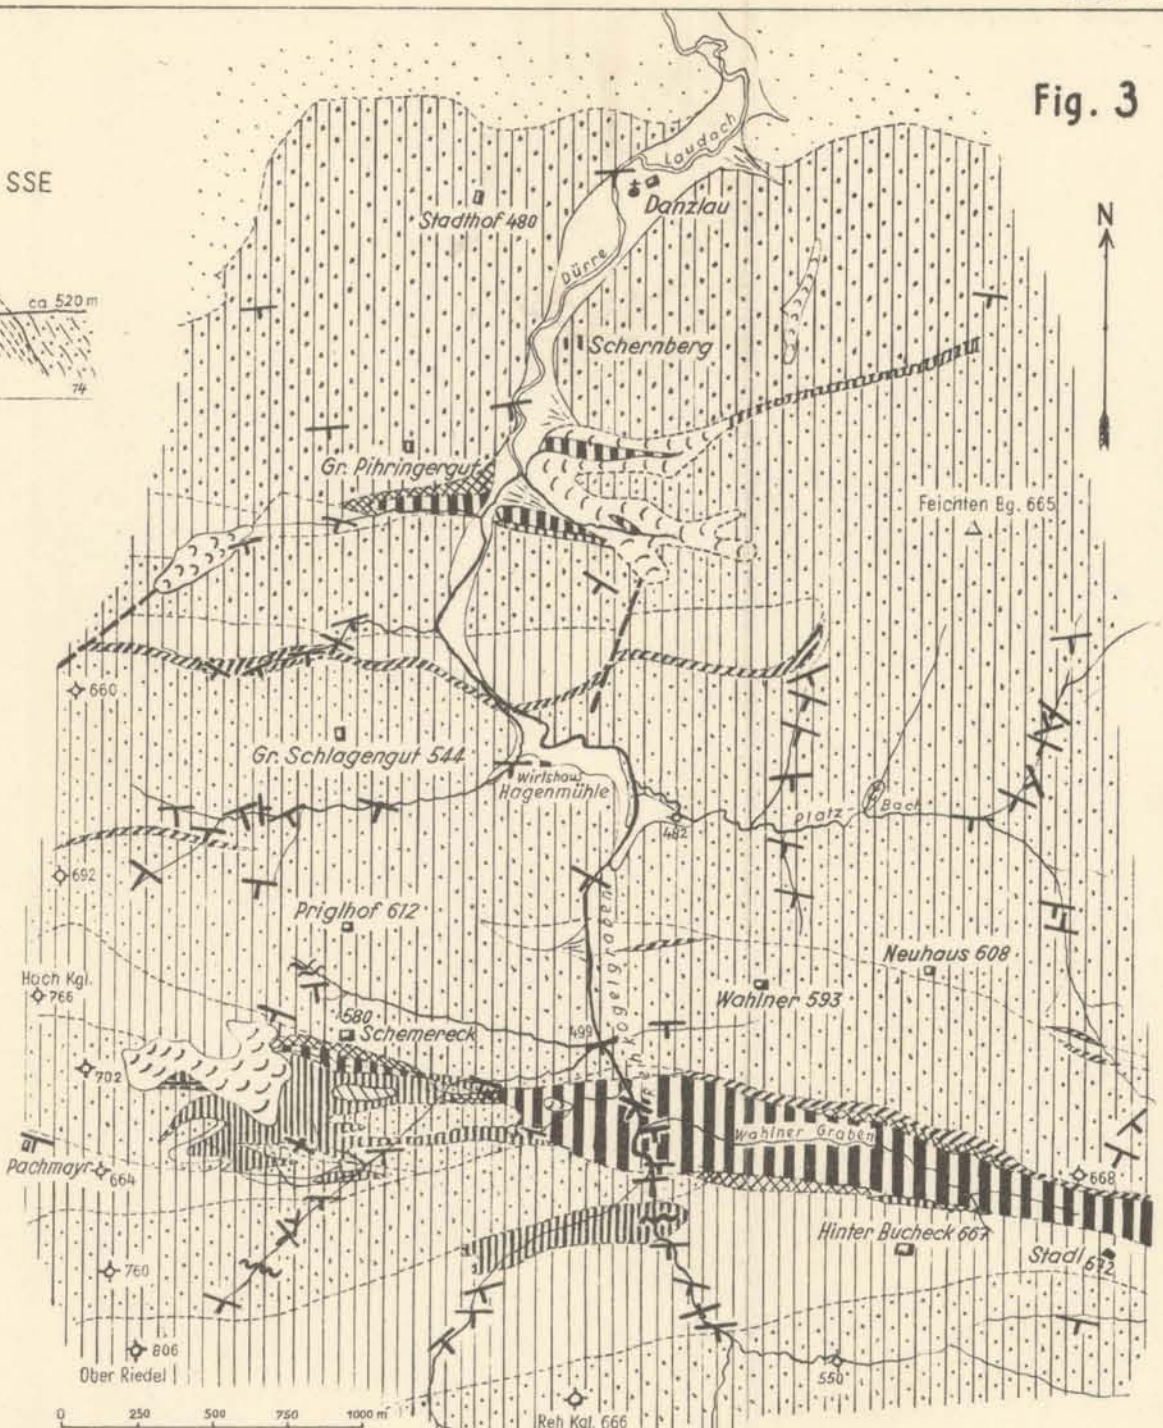 Fig. 3
SSE
ca 520 m
74
N
Laudach
Danzlau
Stadthof 480
Dürre
Schernberg
Gr. Pihringergut
Feichten Bg. 665
660
Gr. Schlagengut 544
Wirtshaus
Hagenmühle
482
Platz
Bach
692
Priglhof 612
Kogelgraben
Neuhaus 608
Wahlner 593
Hoch Kgl.
766
580
Schemereck
499
702
Wahlner Graben
Pachmayr
664
668
Hinter Bucheck 667
Stadl 672
760
806
Ober Riedel
550
Reh Kgl. 666
0 250 500 750 1000 m